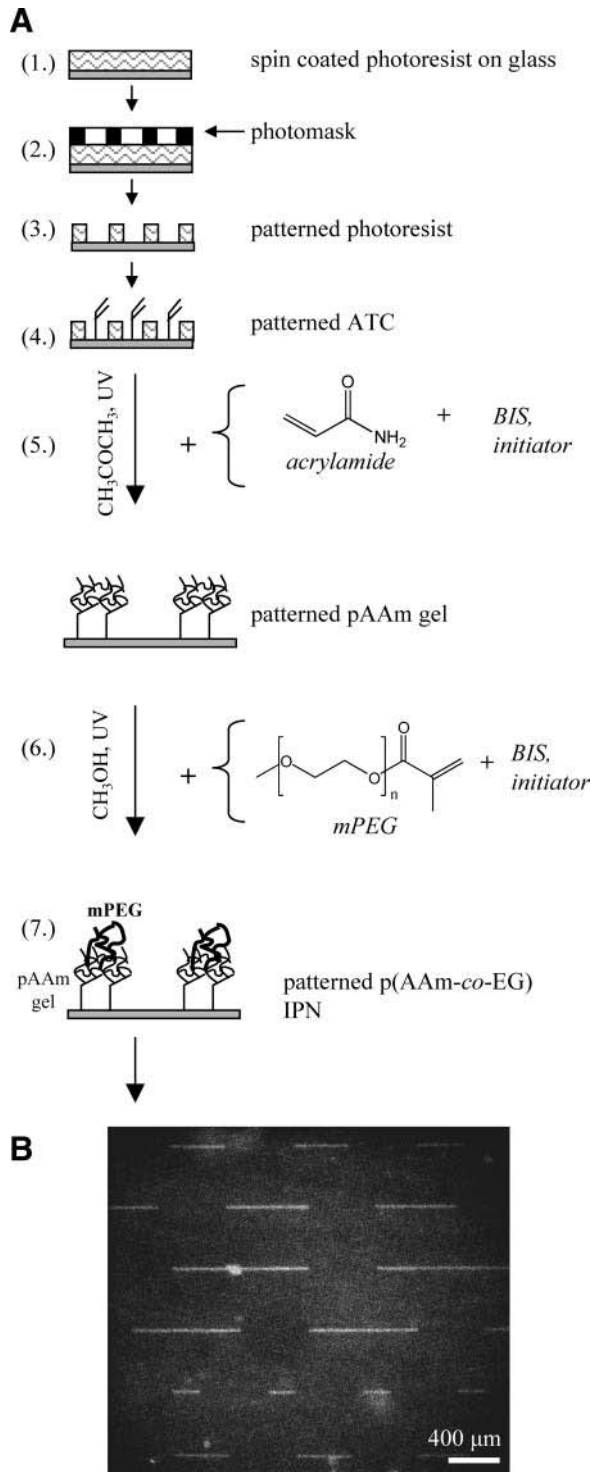 A
(1.) spin coated photoresist on glass
(2.) photomask
(3.) patterned photoresist
(4.) patterned ATC
(5.) CH₃COCH₃, UV + O NH₂ acrylamide + BIS, initiator
patterned pAAm gel
(6.) CH₃OH, UV + O O O n mPEG + BIS, initiator
(7.) mPEG
pAAm gel
patterned p(AAm-co-EG) IPN
B
400 μm